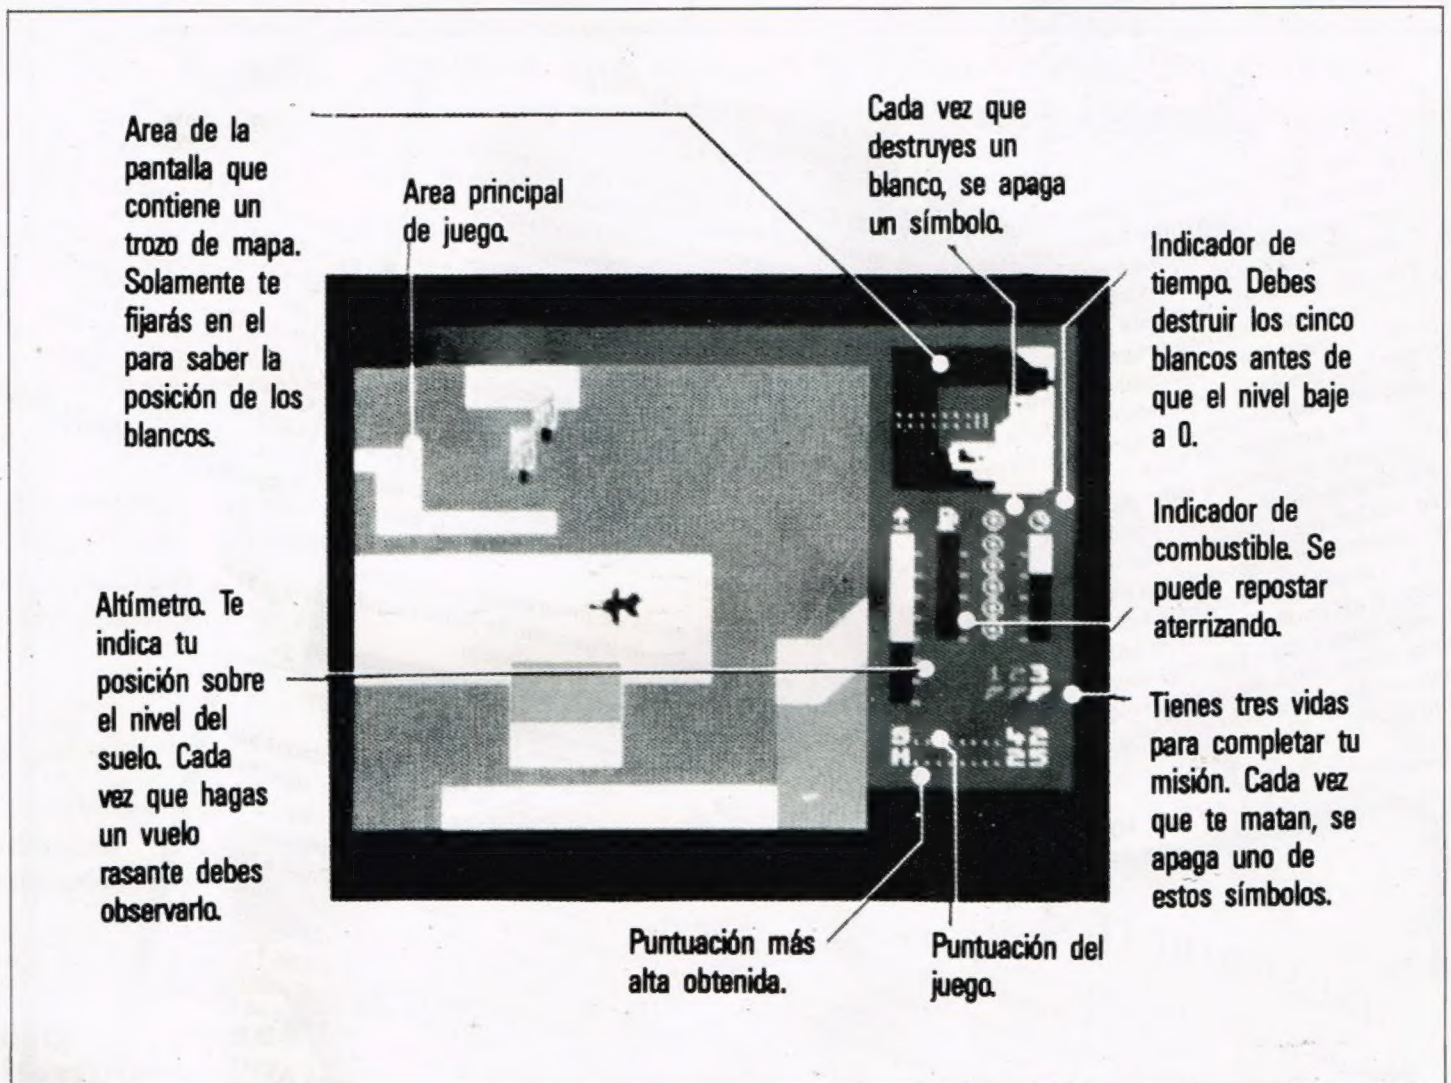 Area de la
pantalla que
contiene un
trozo de mapa.
Solamente te
fijarás en el
para saber la
posición de los
blancos.
Area principal
de juego.
Cada vez que
destruyes un
blanco, se apaga
un símbolo.
Indicador de
tiempo. Debes
destruir los cinco
blancos antes de
que el nivel baje
a 0.
Indicador de
combustible. Se
puede repostar
aterrizando.
Altímetro. Te
indica tu
posición sobre
el nivel del
suelo. Cada
vez que hagas
un vuelo
rasante debes
observarlo.
Tienes tres vidas
para completar tu
misión. Cada vez
que te matan, se
apaga uno de
estos símbolos.
Puntuación más
alta obtenida.
Puntuación del
juego.
1 2 3